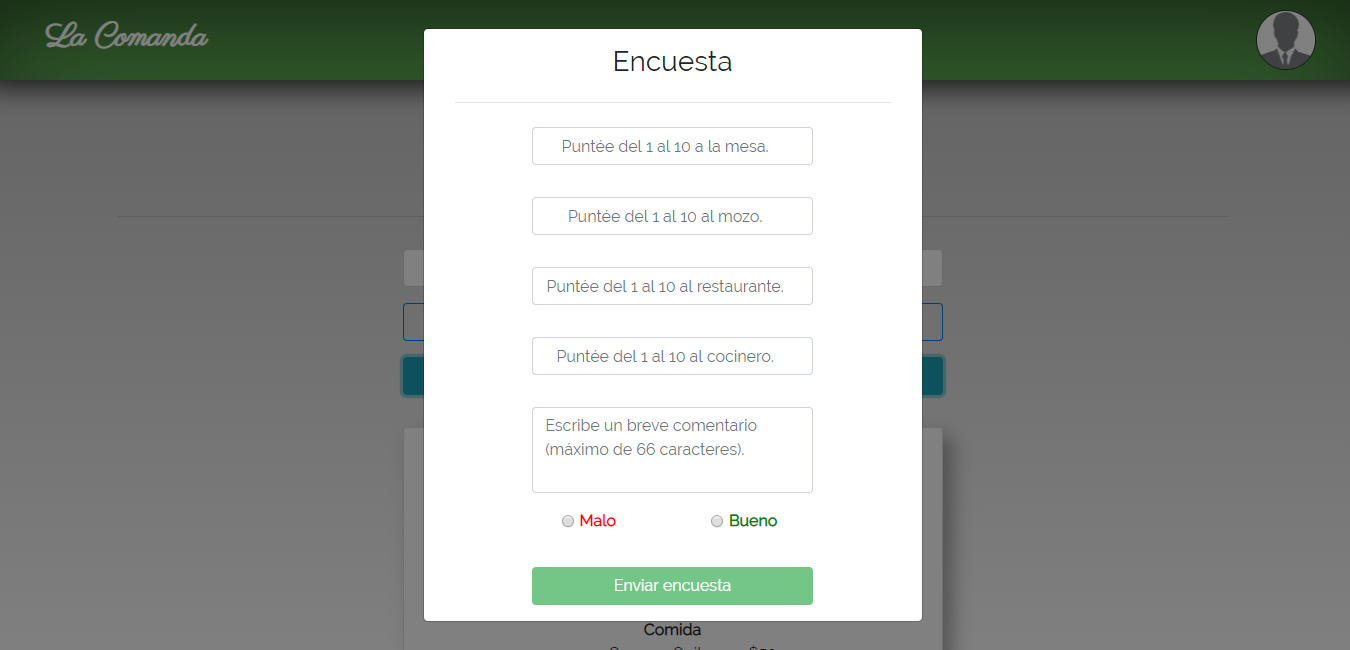 La Comanda
Encuesta
Puntée del 1 al 10 a la mesa.
Puntée del 1 al 10 al mozo.
Puntée del 1 al 10 al restaurante.
Puntée del 1 al 10 al cocinero.
Escribe un breve comentario
(máximo de 66 caracteres).
Malo
Bueno
Enviar encuesta
Comida